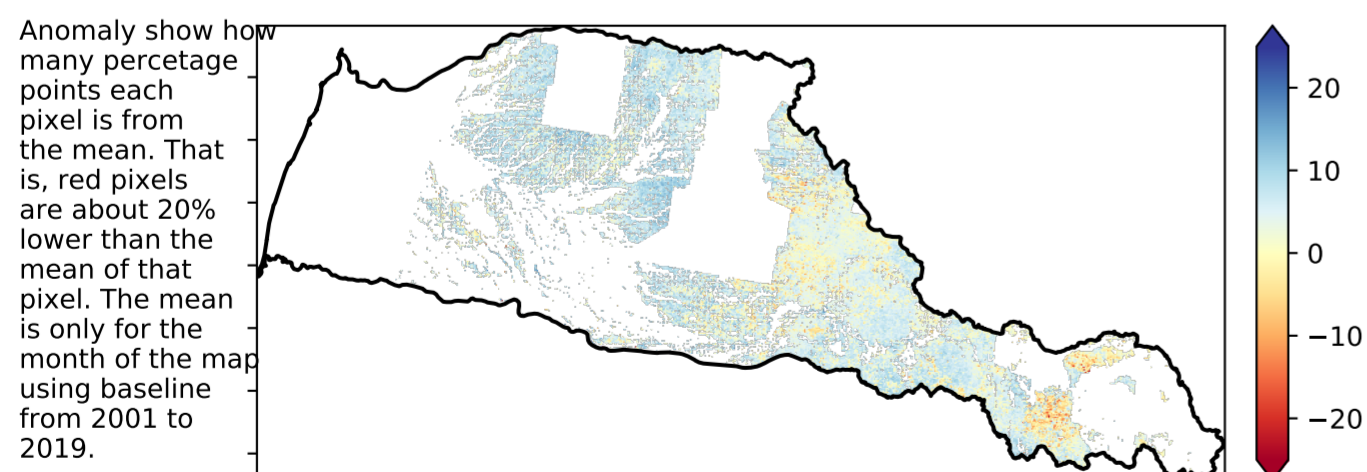 Anomaly show how
many percetage
points each
pixel is from
the mean. That
is, red pixels
are about 20%
lower than the
mean of that
pixel. The mean
is only for the
month of the map
using baseline
from 2001 to
2019.
20
10
0
−10
−20